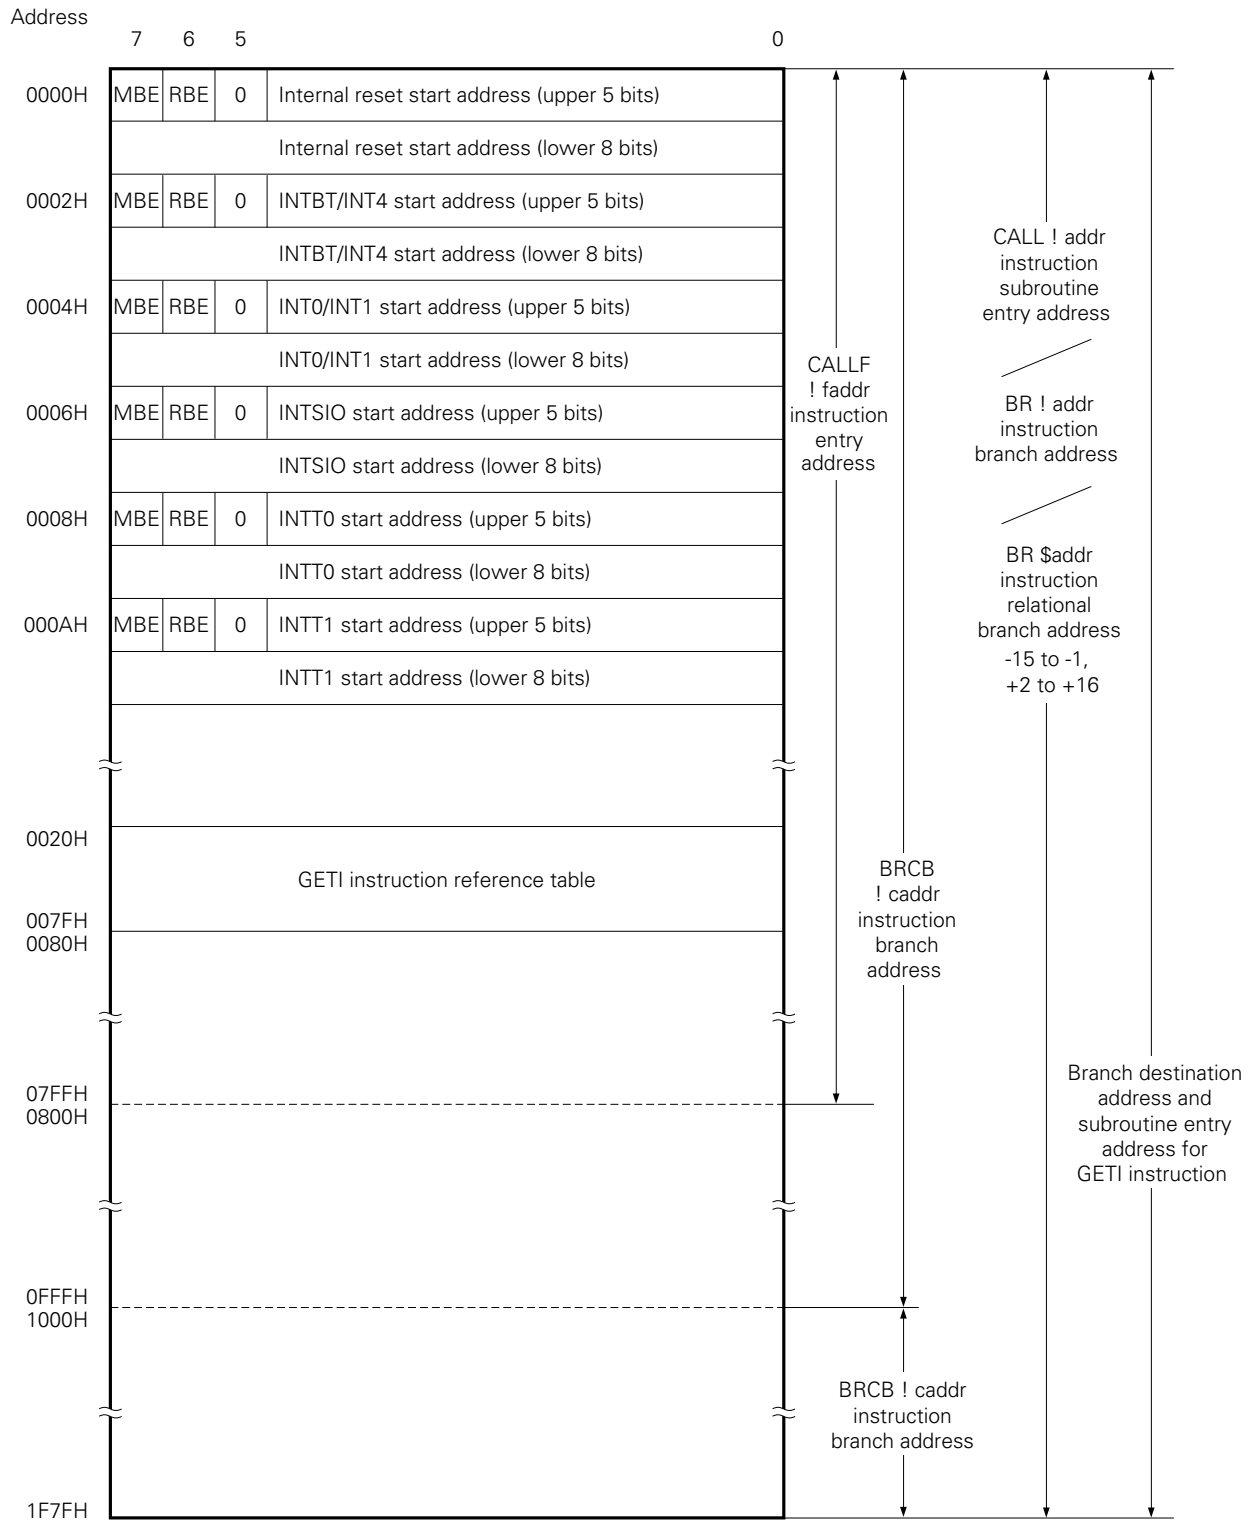 Address
7 6 5 0
0000H MBE RBE 0 Internal reset start address (upper 5 bits)
Internal reset start address (lower 8 bits)
0002H MBE RBE 0 INTBT/INT4 start address (upper 5 bits)
INTBT/INT4 start address (lower 8 bits)
0004H MBE RBE 0 INT0/INT1 start address (upper 5 bits)
INT0/INT1 start address (lower 8 bits)
0006H MBE RBE 0 INTSIO start address (upper 5 bits)
INTSIO start address (lower 8 bits)
0008H MBE RBE 0 INTT0 start address (upper 5 bits)
INTT0 start address (lower 8 bits)
000AH MBE RBE 0 INTT1 start address (upper 5 bits)
INTT1 start address (lower 8 bits)
0020H
GETI instruction reference table
007FH
0080H
07FFH
0800H
0FFFH
1000H
1F7FH
CALLF
! faddr
instruction
entry
address
BRCB
! caddr
instruction
branch
address
BRCB ! caddr
instruction
branch address
CALL ! addr
instruction
subroutine
entry address
BR ! addr
instruction
branch address
BR $addr
instruction
relational
branch address
-15 to -1,
+2 to +16
Branch destination
address and
subroutine entry
address for
GETI instruction